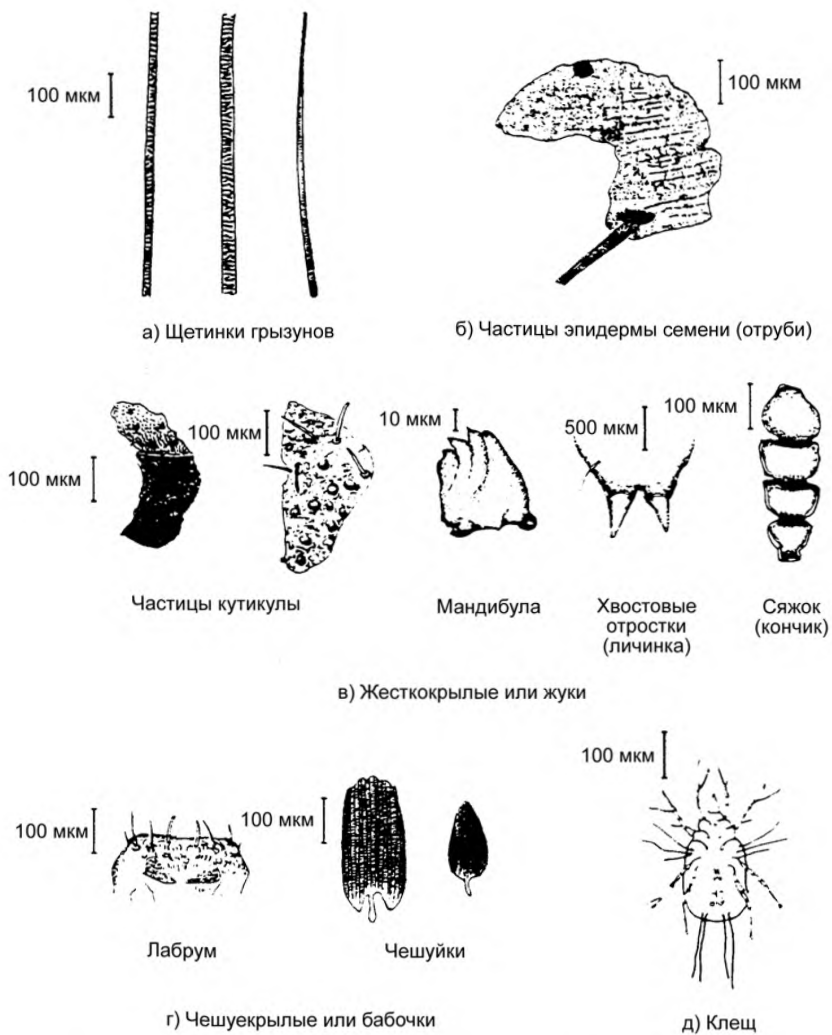 100 мкм
100 мкм
а) Щетинки грызунов
б) Частицы эпидермы семени (отруби)
100 мкм
100 мкм
10 мкм
500 мкм
100 мкм
Частицы кутикулы
Мандибула
Хвостовые
отростки
(личинка)
Сяжок
(кончик)
в) Жесткокрылые или жуки
100 мкм
100 мкм
100 мкм
Лабрум
Чешуйки
г) Чешуекрылые или бабочки
д) Клещ